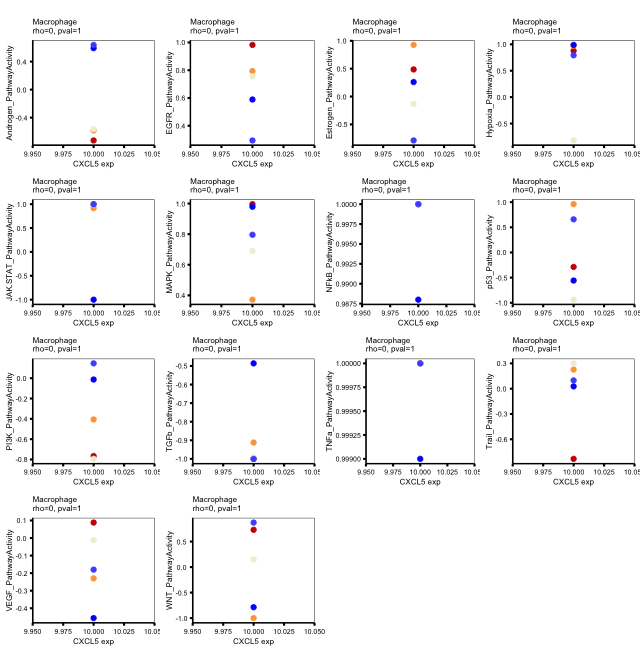 Macrophage
rho=0, pval=1
Androgen_PathwayActivity
0.4
0.0
-0.4
9.950 9.975 10.000 10.025 10.05
CXCL5 exp
Macrophage
rho=0, pval=1
EGFR_PathwayActivity
1.0
0.8
0.6
0.4
9.950 9.975 10.000 10.025 10.05
CXCL5 exp
Macrophage
rho=0, pval=1
Estrogen_PathwayActivity
1.0
0.5
0.0
-0.5
9.950 9.975 10.000 10.025 10.05
CXCL5 exp
Macrophage
rho=0, pval=1
Hypoxia_PathwayActivity
1.0
0.5
0.0
-0.5
9.950 9.975 10.000 10.025 10.05
CXCL5 exp
Macrophage
rho=0, pval=1
JAK.STAT_PathwayActivity
1.0
0.5
0.0
-0.5
-1.0
9.950 9.975 10.000 10.025 10.05
CXCL5 exp
Macrophage
rho=0, pval=1
MAPK_PathwayActivity
1.0
0.8
0.6
0.4
9.950 9.975 10.000 10.025 10.05
CXCL5 exp
Macrophage
rho=0, pval=1
NFkB_PathwayActivity
1.0000
0.9975
0.9950
0.9925
0.9900
0.9875
9.950 9.975 10.000 10.025 10.05
CXCL5 exp
Macrophage
rho=0, pval=1
p53_PathwayActivity
1.0
0.5
0.0
-0.5
-1.0
9.950 9.975 10.000 10.025 10.05
CXCL5 exp
Macrophage
rho=0, pval=1
PI3K_PathwayActivity
0.0
-0.2
-0.4
-0.6
-0.8
9.950 9.975 10.000 10.025 10.05
CXCL5 exp
Macrophage
rho=0, pval=1
TGFb_PathwayActivity
-0.5
-0.6
-0.7
-0.8
-0.9
-1.0
9.950 9.975 10.000 10.025 10.05
CXCL5 exp
Macrophage
rho=0, pval=1
TNFa_PathwayActivity
1.00000
0.99975
0.99950
0.99925
0.99900
9.950 9.975 10.000 10.025 10.05
CXCL5 exp
Macrophage
rho=0, pval=1
Trail_PathwayActivity
0.3
0.0
-0.3
-0.6
9.950 9.975 10.000 10.025 10.05
CXCL5 exp
Macrophage
rho=0, pval=1
VEGF_PathwayActivity
0.1
0.0
-0.1
-0.2
-0.3
-0.4
9.950 9.975 10.000 10.025 10.05
CXCL5 exp
Macrophage
rho=0, pval=1
WNT_PathwayActivity
0.5
0.0
-0.5
-1.0
9.950 9.975 10.000 10.025 10.050
CXCL5 exp